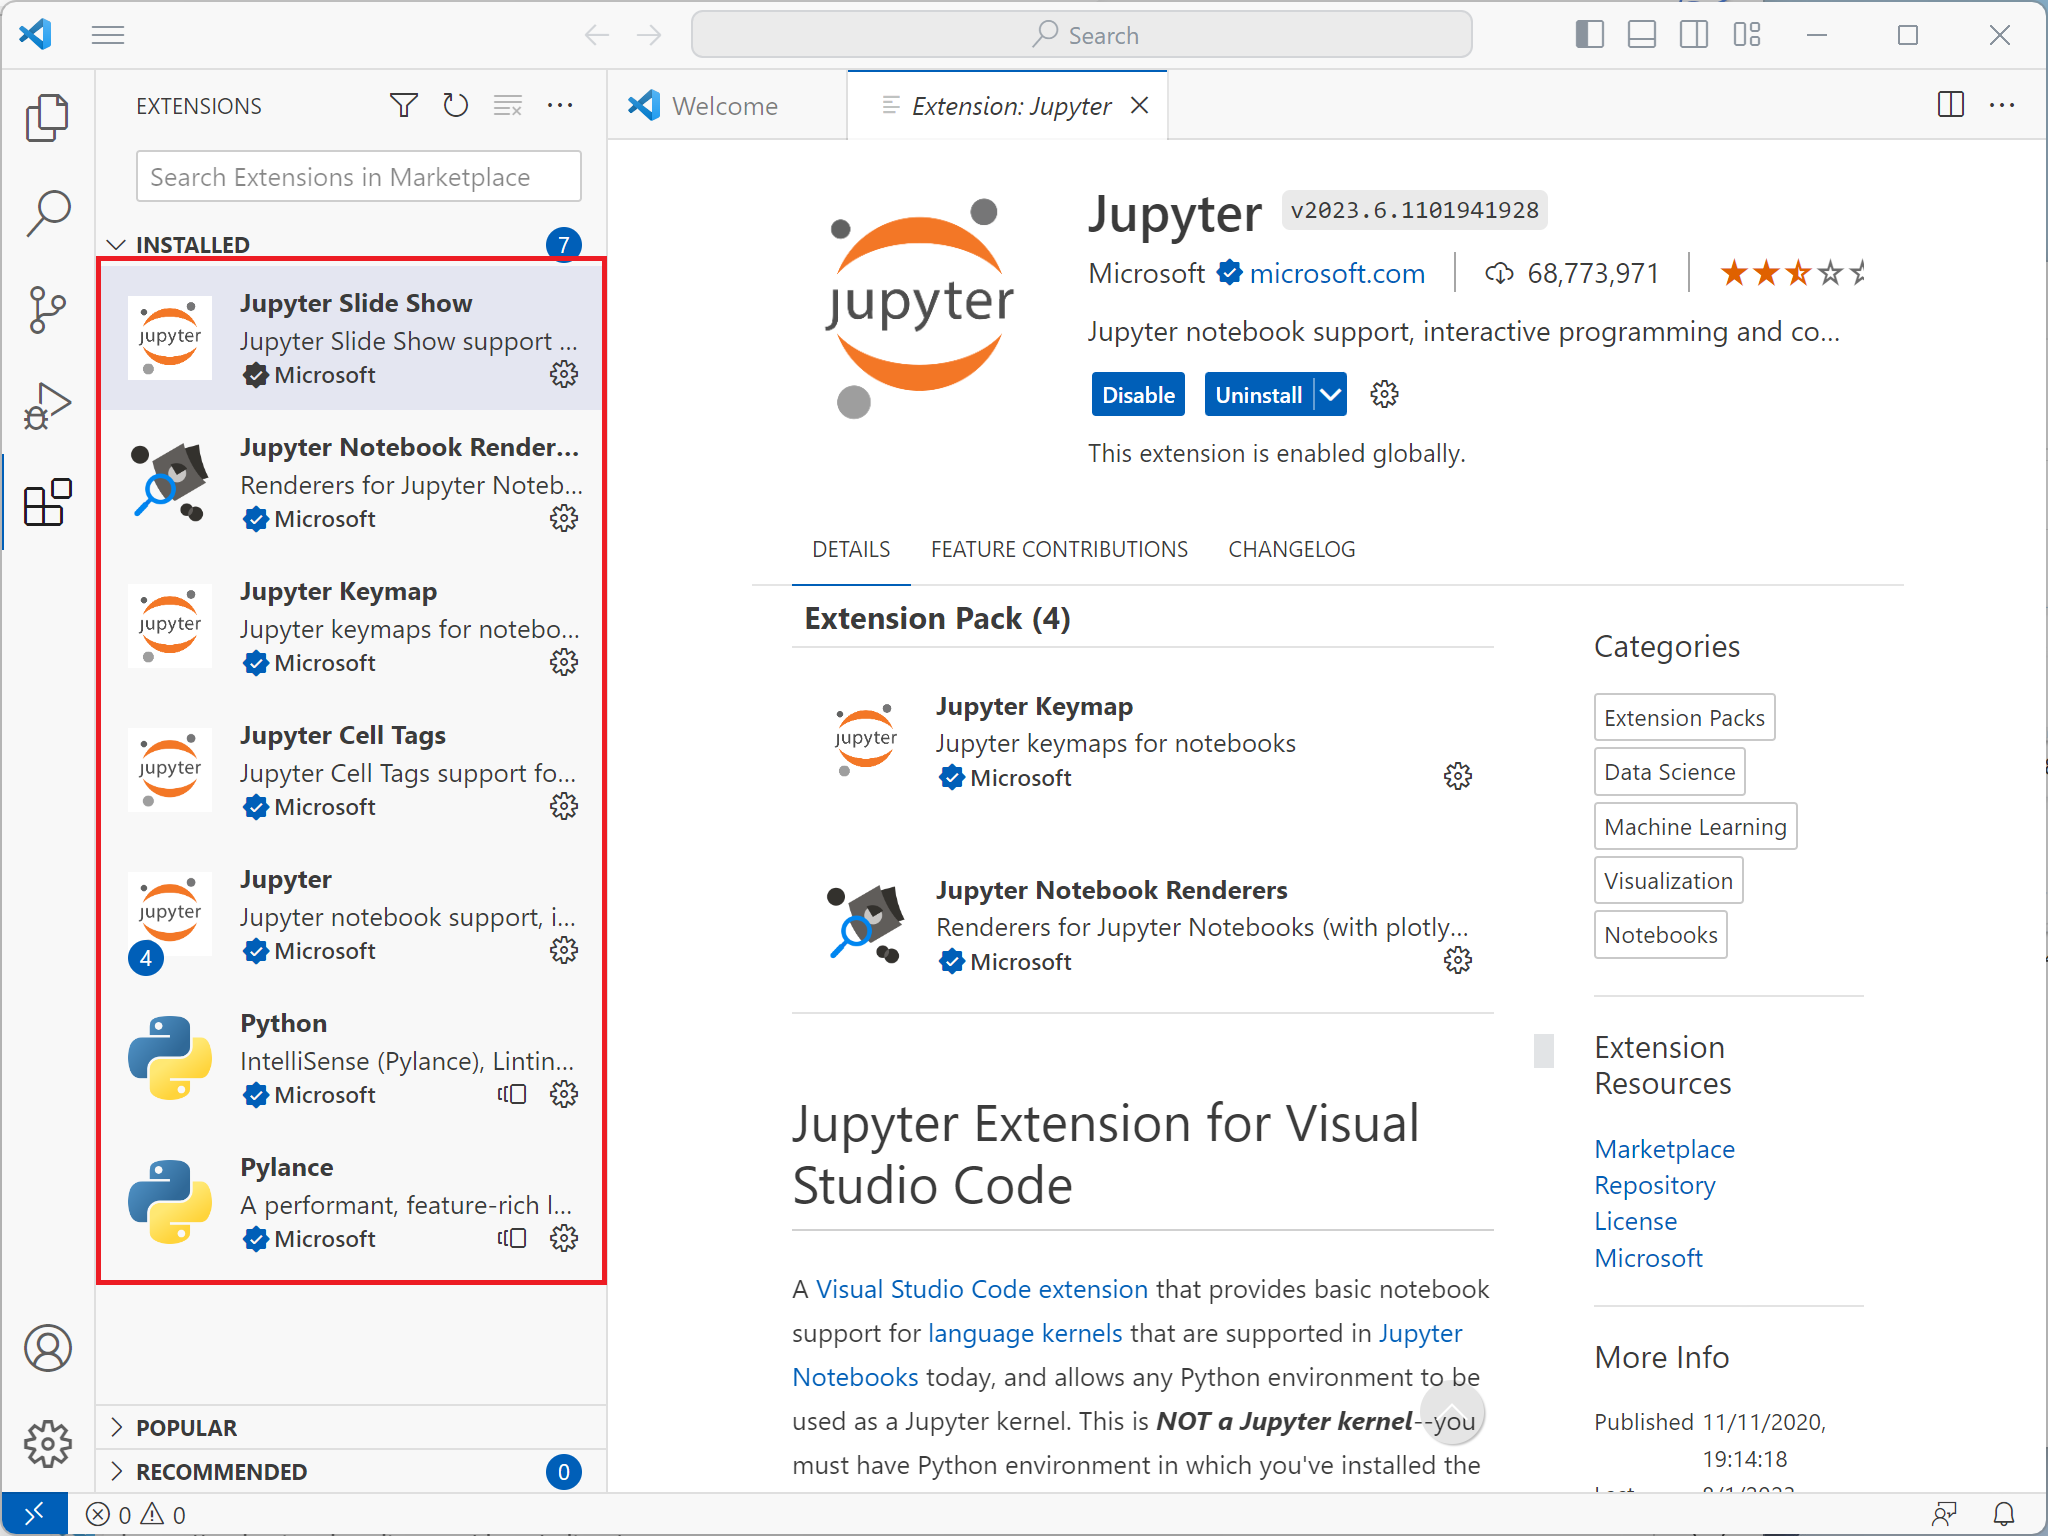 Search
EXTENSIONS
Search Extensions in Marketplace
INSTALLED
7
jupyter
Jupyter Slide Show
Jupyter Slide Show support ...
Microsoft
Jupyter Notebook Render...
Renderers for Jupyter Noteb...
Microsoft
jupyter
Jupyter Keymap
Jupyter keymaps for notebo...
Microsoft
jupyter
Jupyter Cell Tags
Jupyter Cell Tags support fo...
Microsoft
jupyter
4
Jupyter
Jupyter notebook support, i...
Microsoft
Python
IntelliSense (Pylance), Lintin...
Microsoft
Pylance
A performant, feature-rich l...
Microsoft
POPULAR
RECOMMENDED
0
Welcome
Extension: Jupyter
jupyter
Jupyter
v2023.6.1101941928
Microsoft microsoft.com 68,773,971
Jupyter notebook support, interactive programming and co...
Disable Uninstall
This extension is enabled globally.
DETAILS FEATURE CONTRIBUTIONS CHANGELOG
Extension Pack (4)
jupyter
Jupyter Keymap
Jupyter keymaps for notebooks
Microsoft
Jupyter Notebook Renderers
Renderers for Jupyter Notebooks (with plotly...
Microsoft
Jupyter Extension for Visual
Studio Code
A Visual Studio Code extension that provides basic notebook
support for language kernels that are supported in Jupyter
Notebooks today, and allows any Python environment to be
used as a Jupyter kernel. This is NOT a Jupyter kernel--you
must have Python environment in which you've installed the
Categories
Extension Packs
Data Science
Machine Learning
Visualization
Notebooks
Extension
Resources
Marketplace
Repository
License
Microsoft
More Info
Published 11/11/2020,
19:14:18
0 0